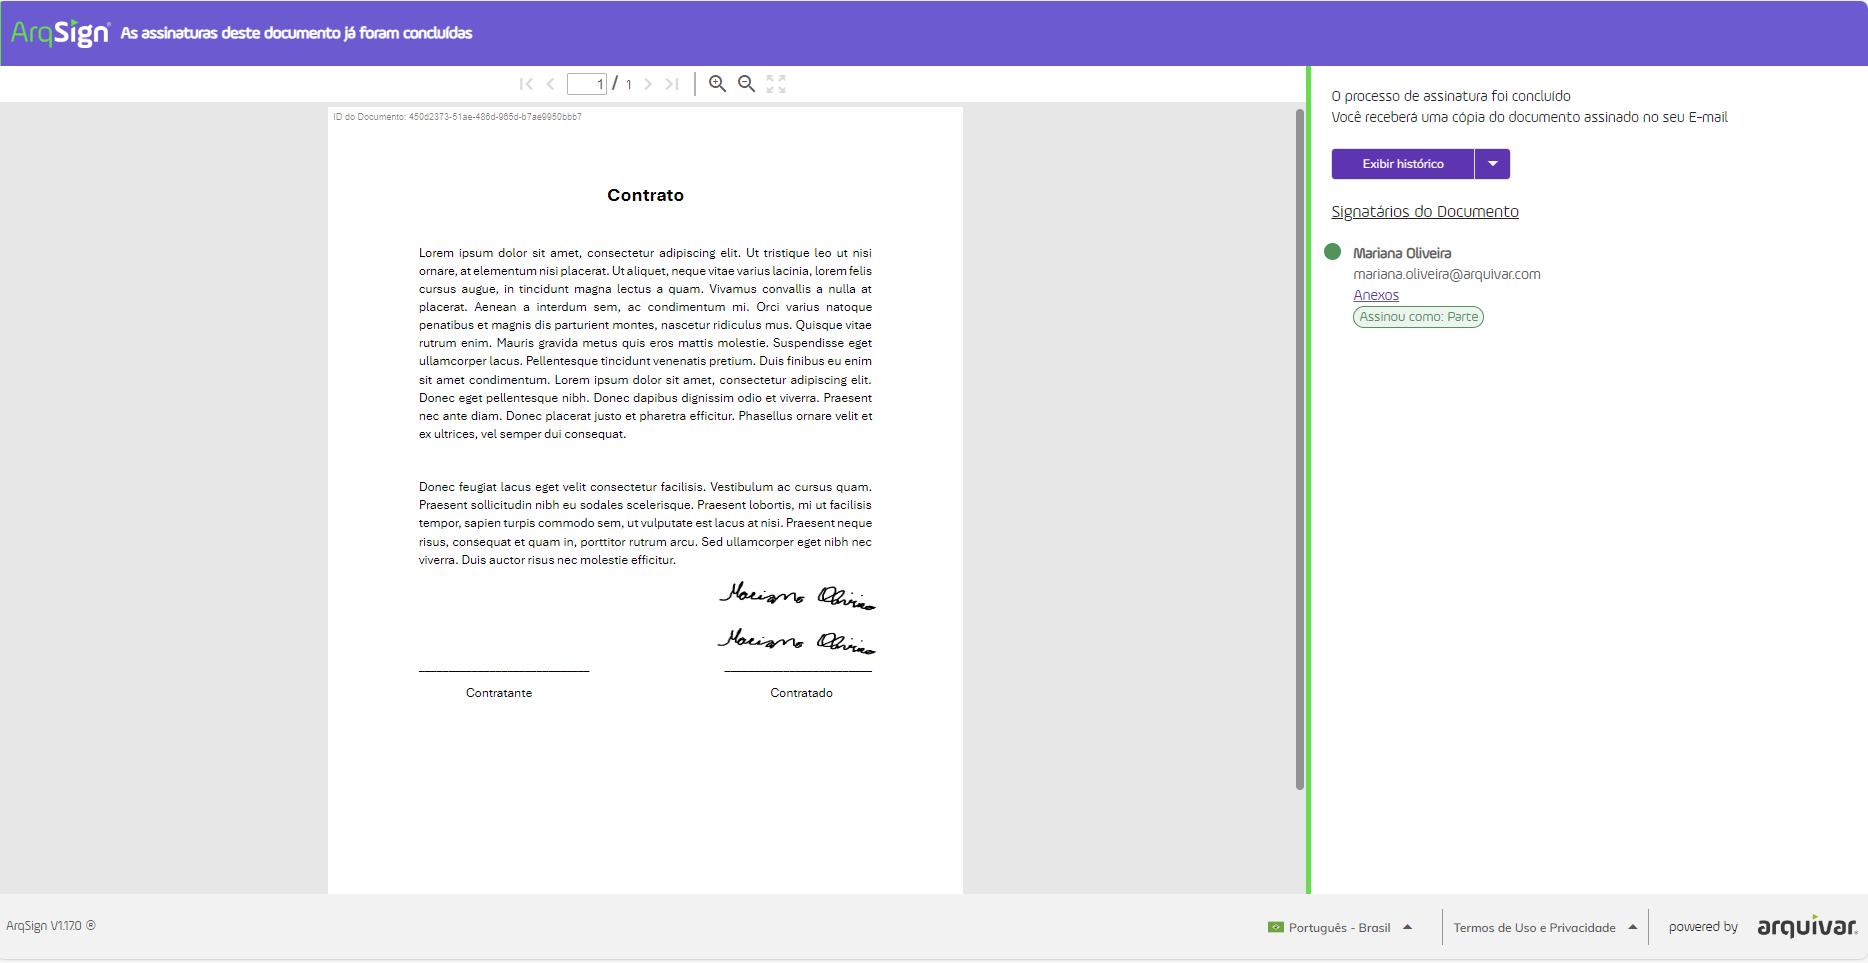 ArqSign® As assinaturas deste documento já foram concluídas
1 / 1
ID do Documento: 450d2373-51ae-486d-965d-b7ae9950bbb7
Contrato
Lorem ipsum dolor sit amet, consectetur adipiscing elit. Ut tristique leo ut nisi
ornare, at elementum nisi placerat. Ut aliquet, neque vitae varius lacinia, lorem felis
cursus augue, in tincidunt magna lectus a quam. Vivamus convallis a nulla at
placerat. Aenean a interdum sem, ac condimentum mi. Orci varius natoque
penatibus et magnis dis parturient montes, nascetur ridiculus mus. Quisque vitae
rutrum enim. Mauris gravida metus quis eros mattis molestie. Suspendisse eget
ullamcorper lacus. Pellentesque tincidunt venenatis pretium. Duis finibus eu enim
sit amet condimentum. Lorem ipsum dolor sit amet, consectetur adipiscing elit.
Donec eget pellentesque nibh. Donec dapibus dignissim odio et viverra. Praesent
nec ante diam. Donec placerat justo et pharetra efficitur. Phasellus ornare velit et
ex ultrices, vel semper dui consequat.
Donec feugiat lacus eget velit consectetur facilisis. Vestibulum ac cursus quam.
Praesent sollicitudin nibh eu sodales scelerisque. Praesent lobortis, mi ut facilisis
tempor, sapien turpis commodo sem, ut vulputate est lacus at nisi. Praesent neque
risus, consequat et quam in, porttitor rutrum arcu. Sed ullamcorper eget nibh nec
viverra. Duis auctor risus nec molestie efficitur.
Mariana Oliveira
Mariana Oliveira
Contratante
Contratado
O processo de assinatura foi concluído
Você receberá uma cópia do documento assinado no seu E-mail
Exibir histórico
Signatários do Documento
Mariana Oliveira
mariana.oliveira@arquivar.com
Anexos
Assinou como: Parte
ArqSign V1.17.0 ®
Português - Brasil
Termos de Uso e Privacidade
powered by arquivar